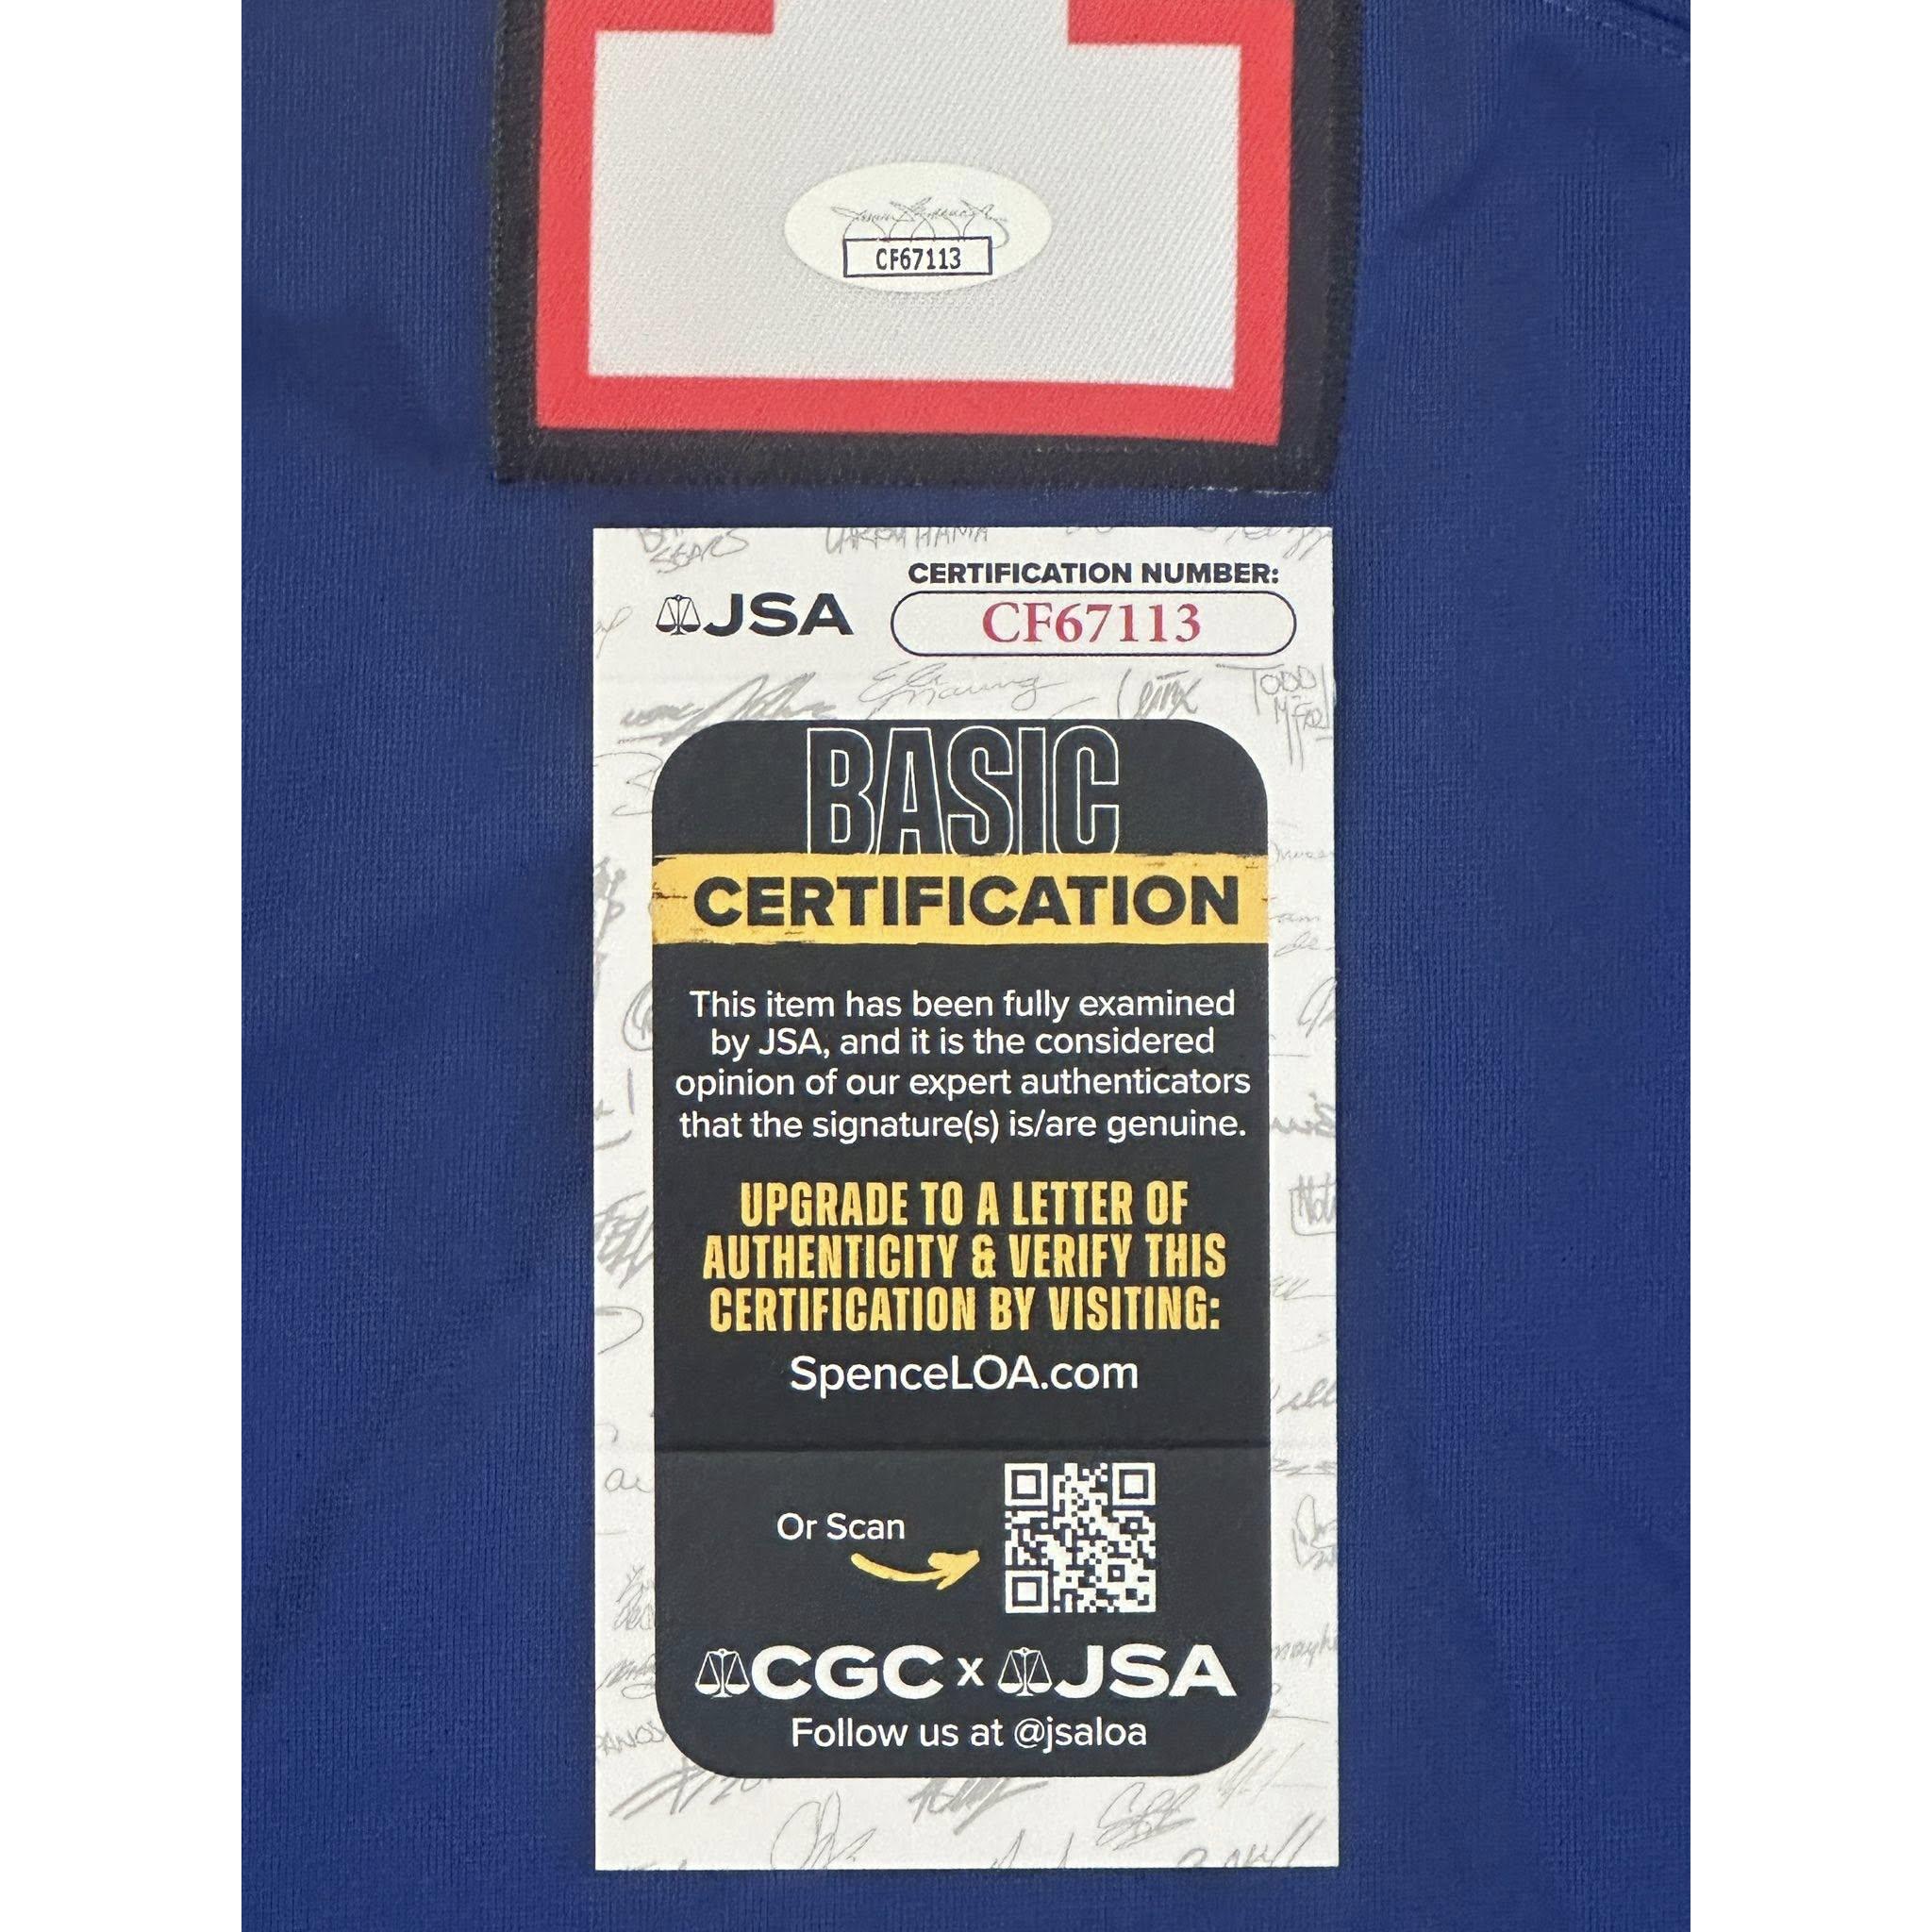 CF67113
CERTIFICATION NUMBER:
JSA
CF67113
BASIC
CERTIFICATION
This item has been fully examined
by JSA, and it is the considered
opinion of our expert authenticators
that the signature(s) is/are genuine.
UPGRADE TO A LETTER OF
AUTHENTICITY & VERIFY THIS
CERTIFICATION BY VISITING:
SpenceLOA.com
Or Scan
CGC x JSA
Follow us at @jsaloa